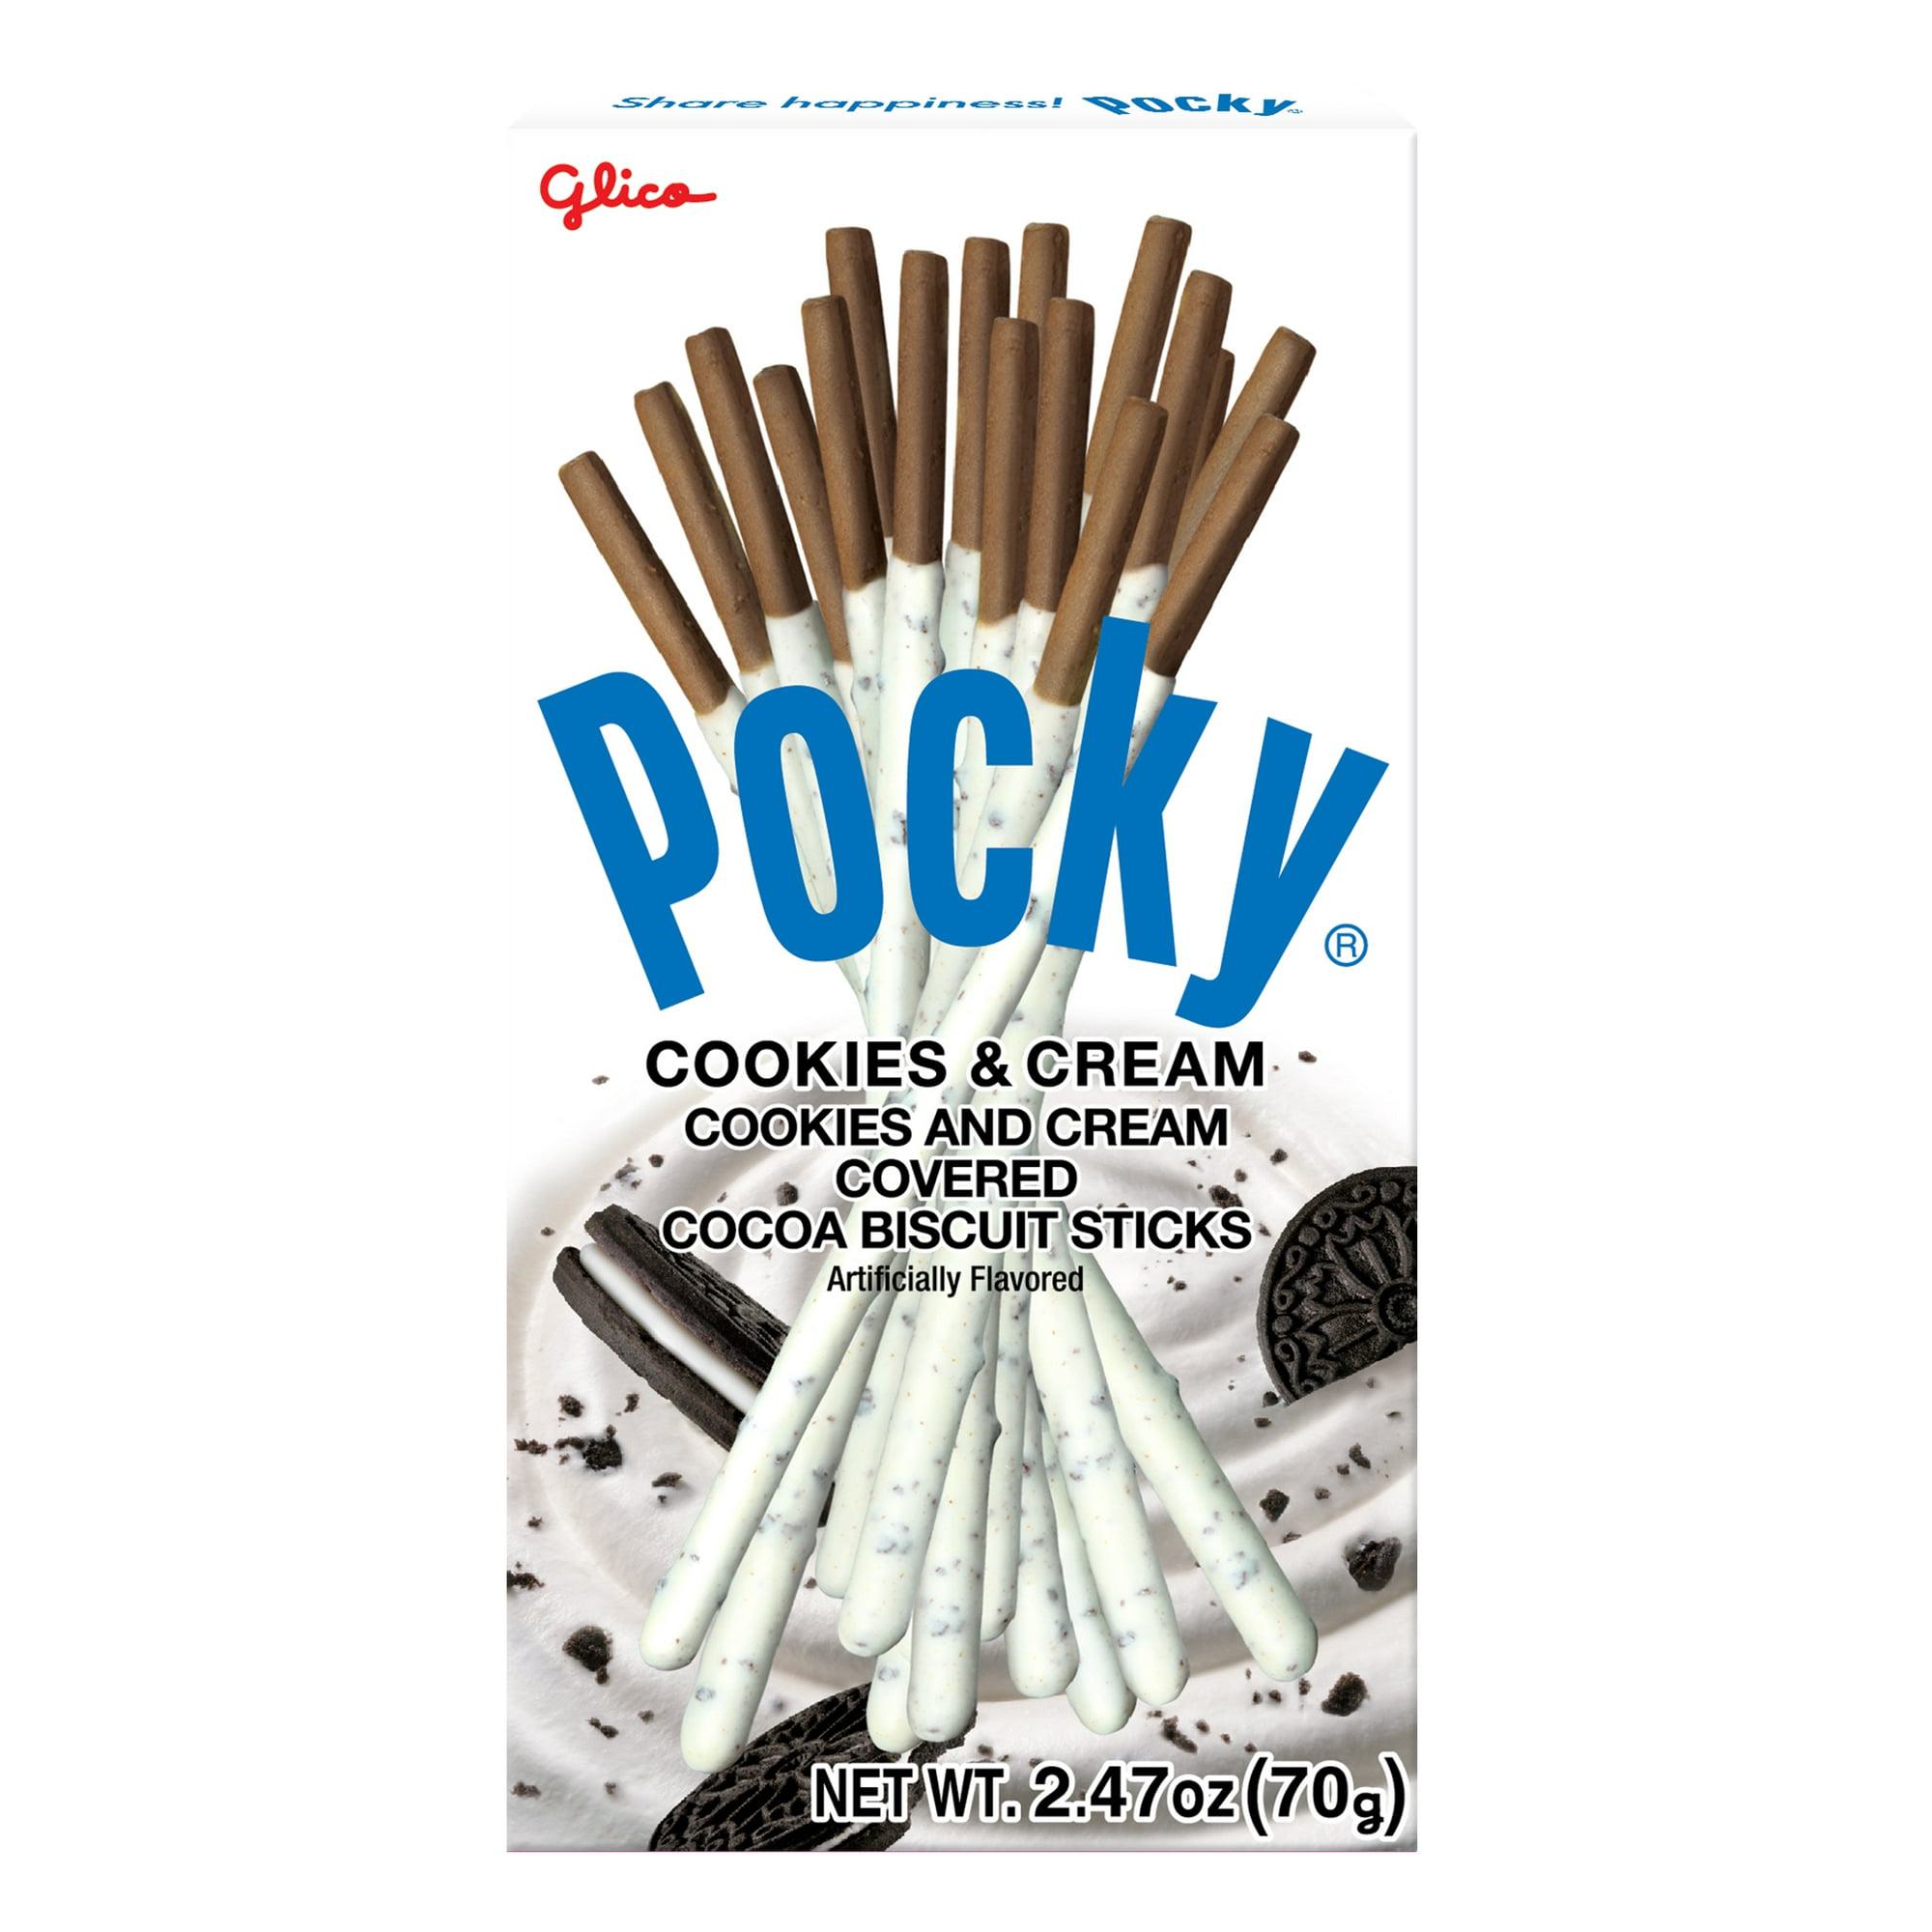 Share happiness! Pocky
Glico
Pocky®
COOKIES & CREAM
COOKIES AND CREAM
COVERED
COCOA BISCUIT STICKS
Artificially Flavored
NET WT. 2.47oz (70g)